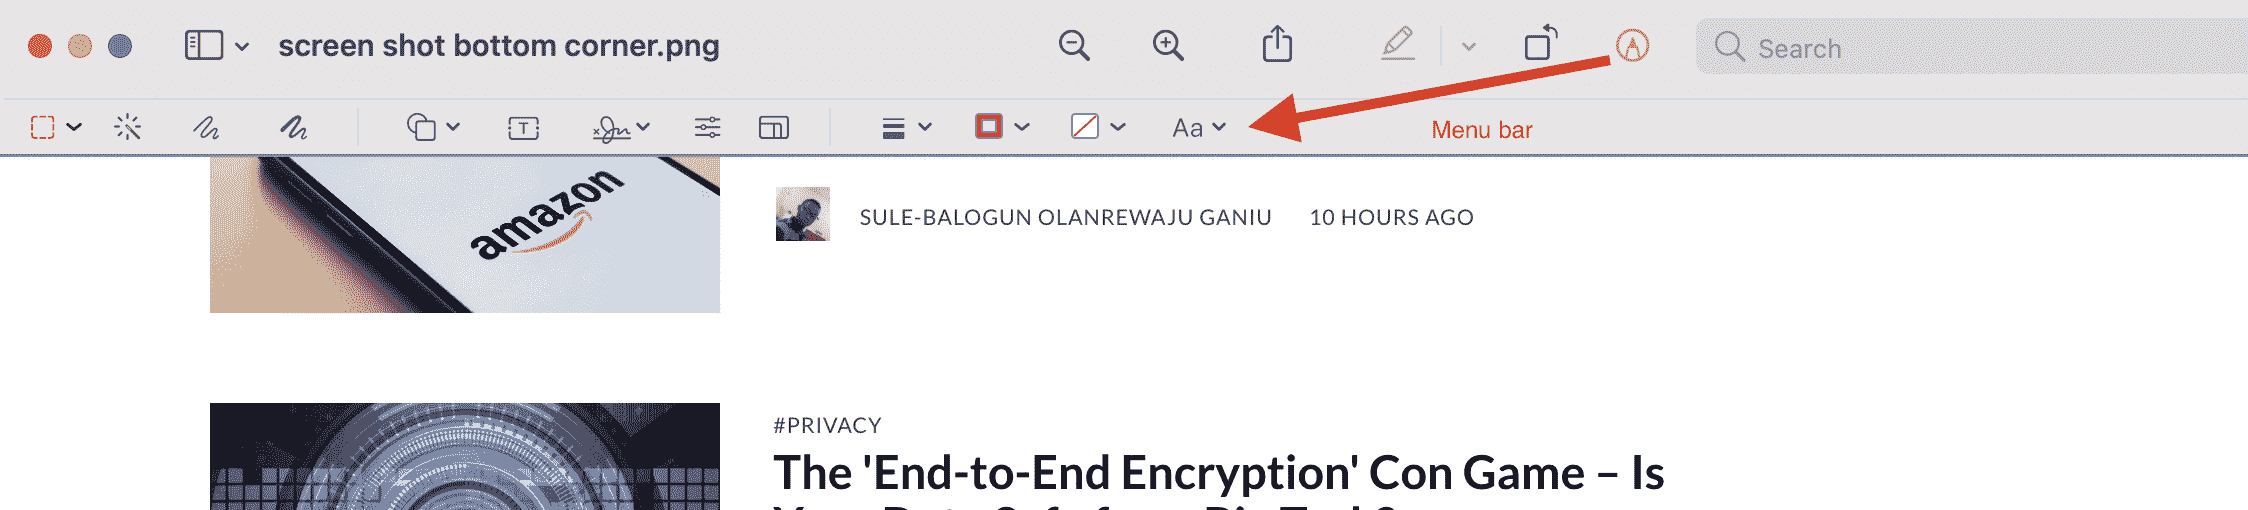 screen shot bottom corner.png
Search
T
Aa
Menu bar
amazon
SULE-BALOGUN OLANREWAJU GANIU 10 HOURS AGO
#PRIVACY
The 'End-to-End Encryption' Con Game – Is